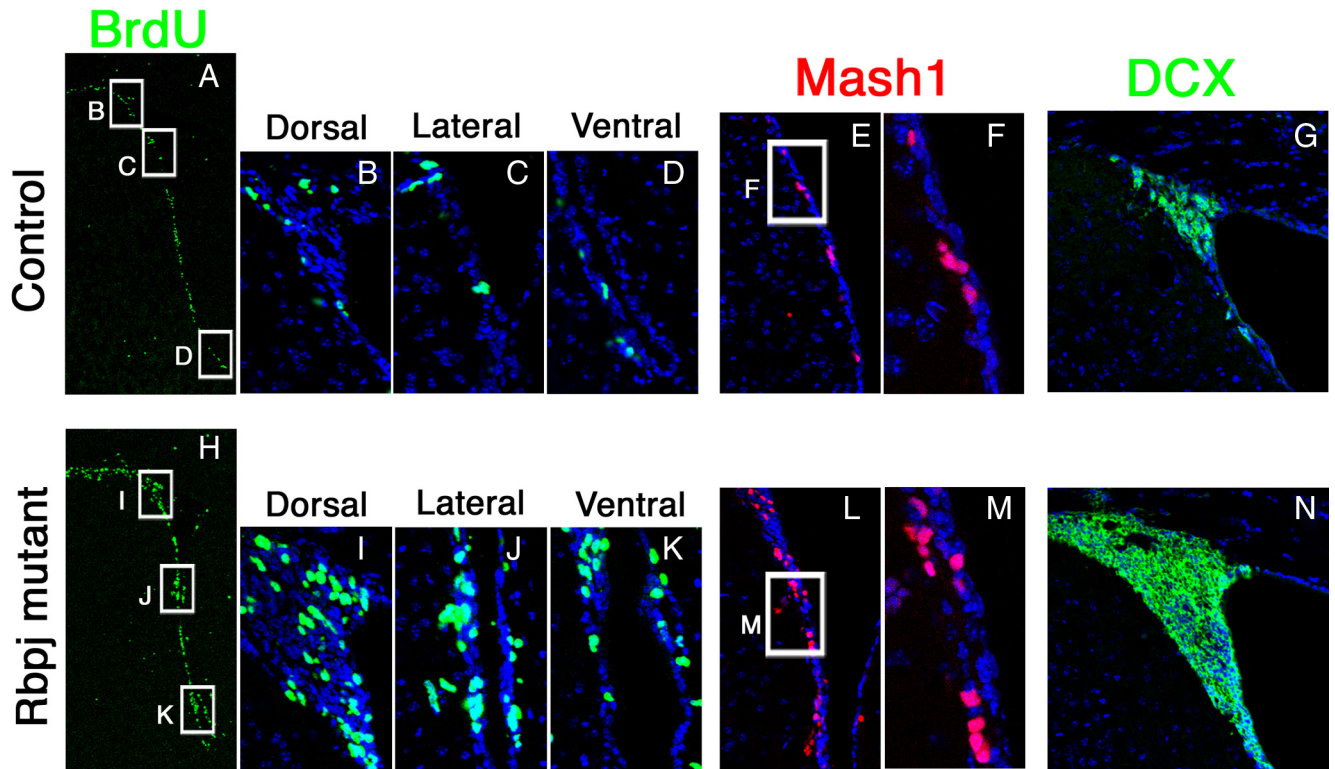 BrdU
Mash1
DCX
Control
A
B
C
D
Dorsal
Lateral
Ventral
B
C
D
E
F
F
G
Rbpj mutant
H
I
J
K
Dorsal
Lateral
Ventral
I
J
K
L
M
M
N